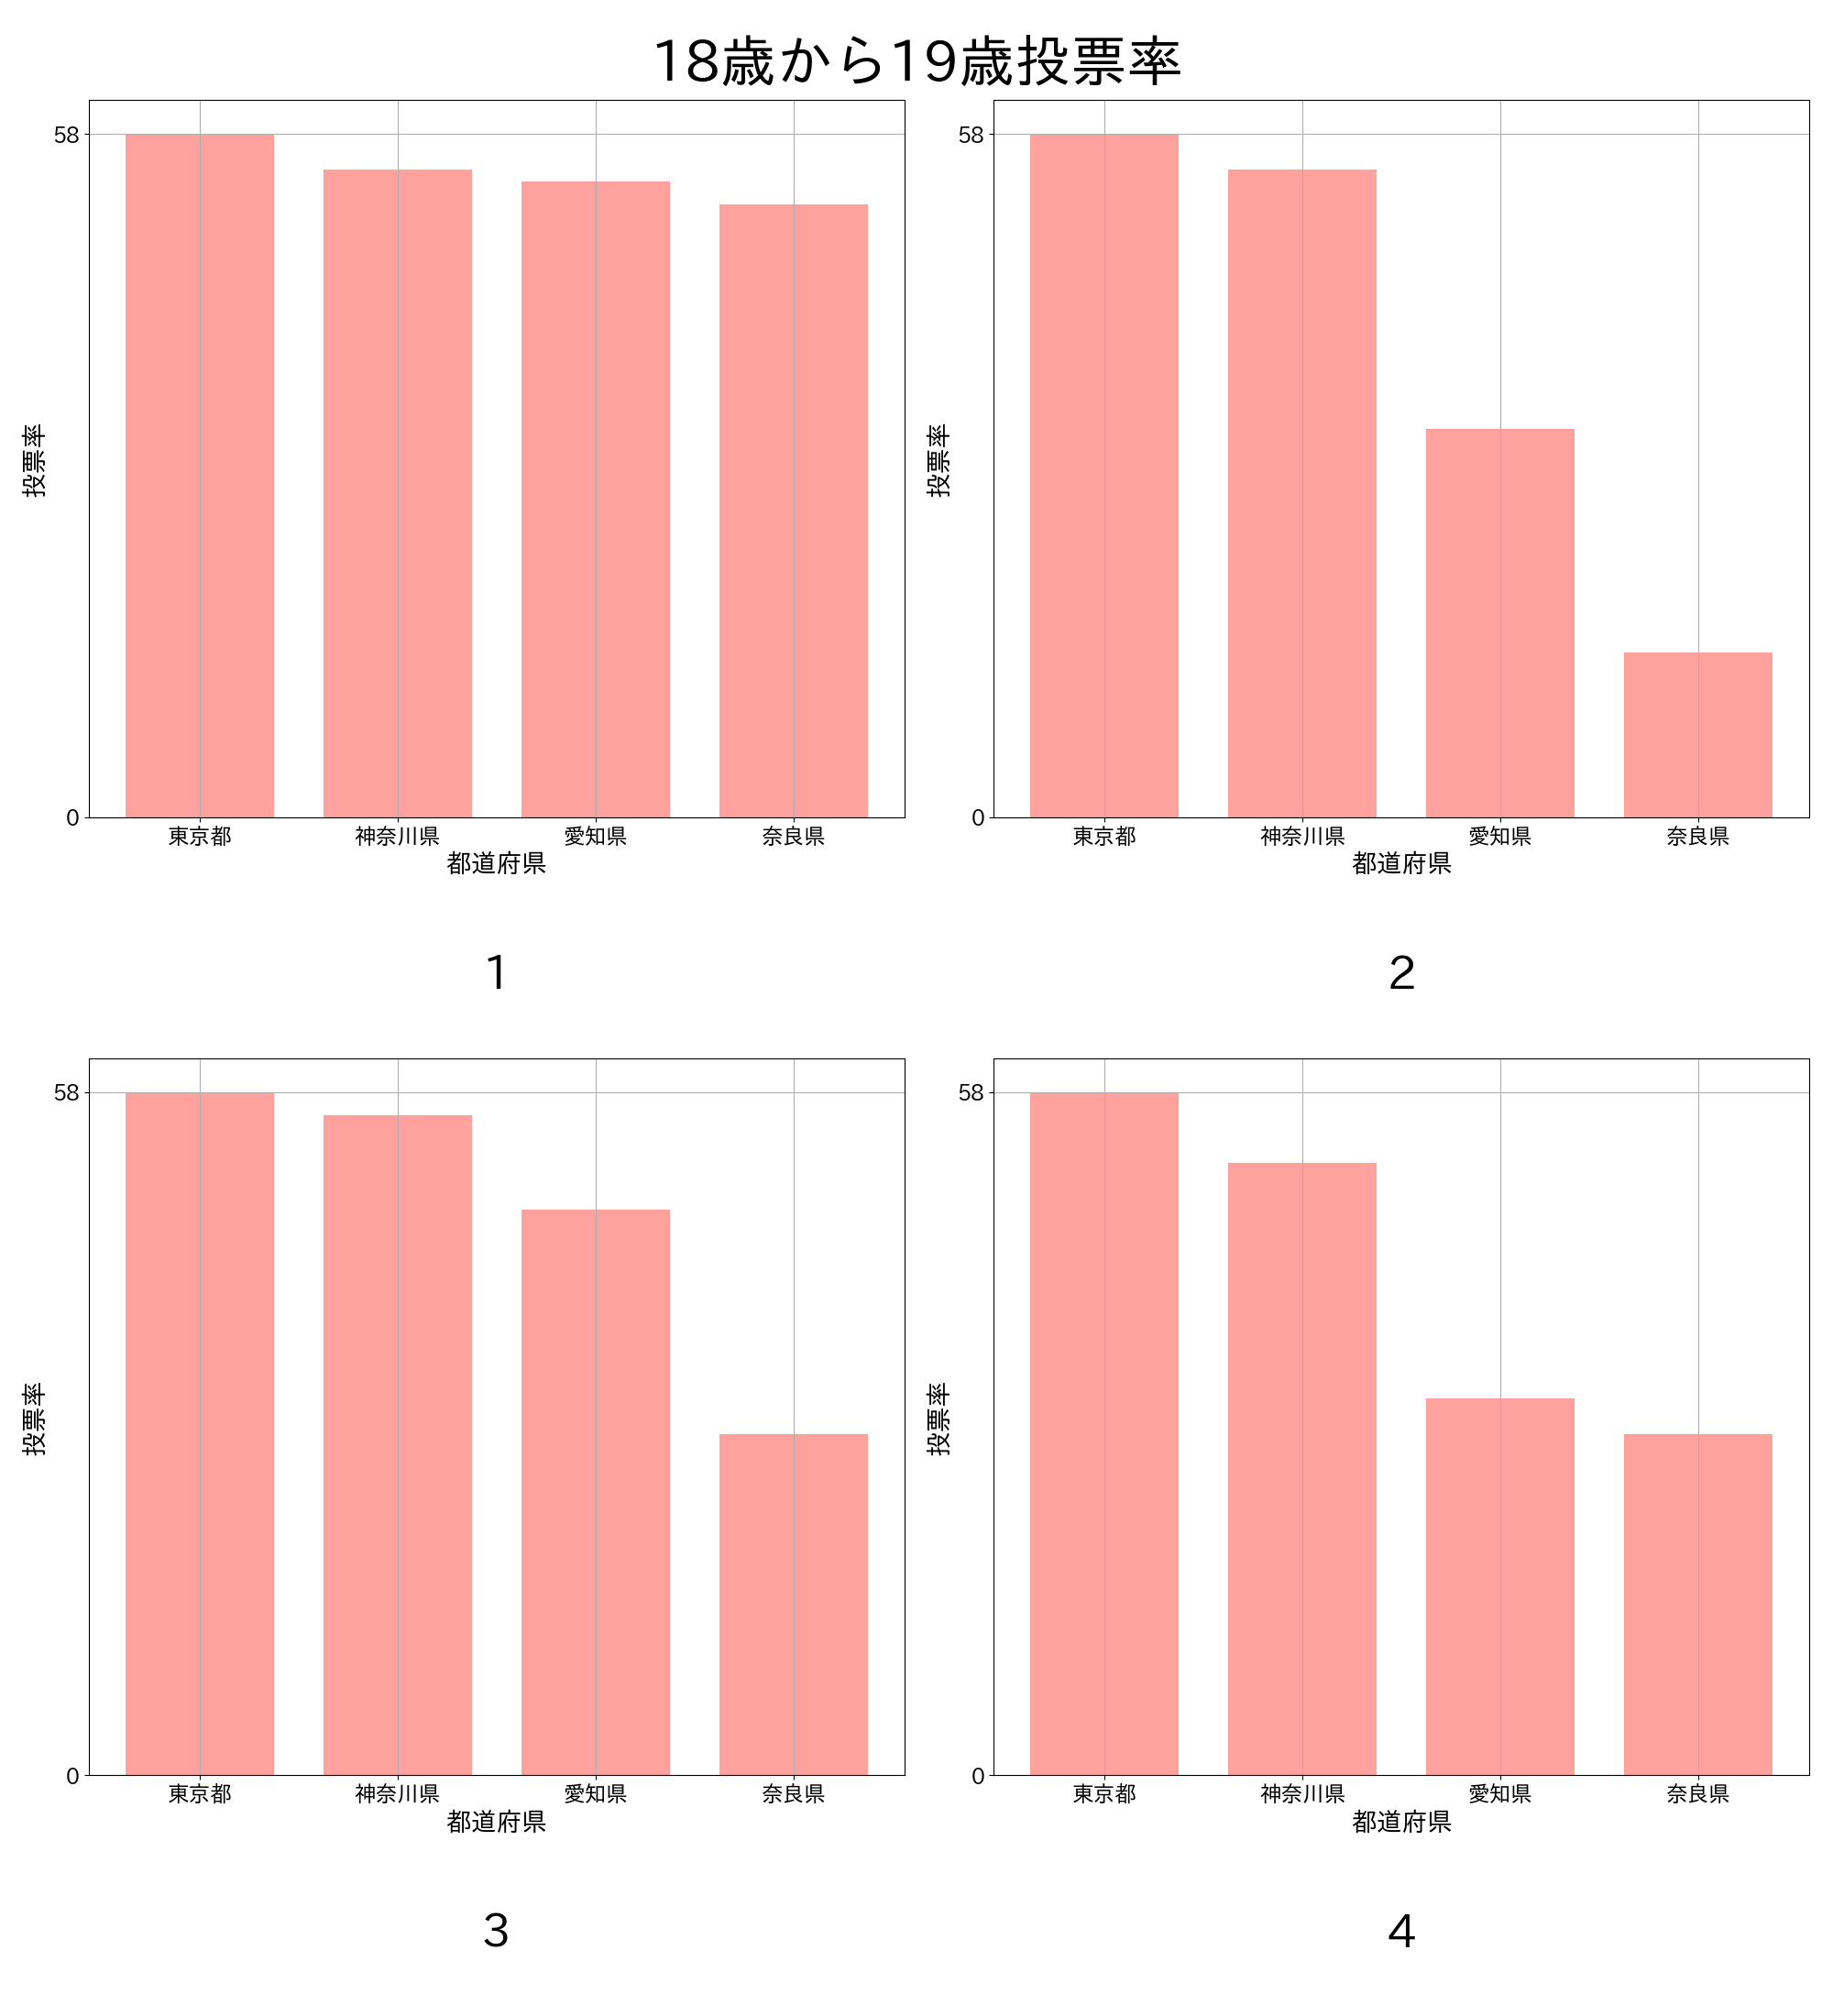 18歳から19歳投票率
58
0
投票率
東京都 神奈川県 愛知県 奈良県
都道府県
1
58
0
投票率
東京都 神奈川県 愛知県 奈良県
都道府県
2
58
0
投票率
東京都 神奈川県 愛知県 奈良県
都道府県
3
58
0
投票率
東京都 神奈川県 愛知県 奈良県
都道府県
4